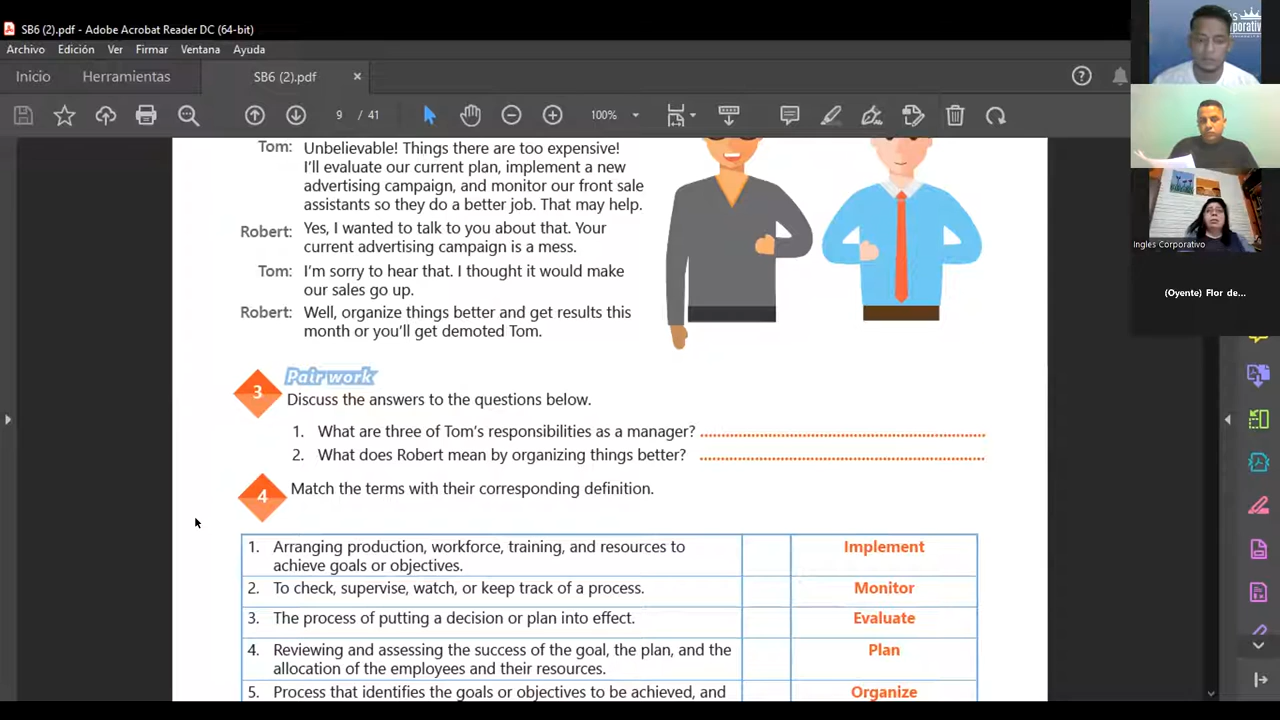 SB6 (2).pdf - Adobe Acrobat Reader DC (64-bit)
Archivo Edición Ver Firmar Ventana Ayuda
Inicio Herramientas SB6 (2).pdf ×
9 / 41 100%
Tom: Unbelievable! Things there are too expensive!
I'll evaluate our current plan, implement a new
advertising campaign, and monitor our front sale
assistants so they do a better job. That may help.
Robert: Yes, I wanted to talk to you about that. Your
current advertising campaign is a mess.
Tom: I'm sorry to hear that. I thought it would make
our sales go up.
Robert: Well, organize things better and get results this
month or you'll get demoted Tom.
3 Pair work
Discuss the answers to the questions below.
1. What are three of Tom's responsibilities as a manager?
2. What does Robert mean by organizing things better?
4 Match the terms with their corresponding definition.
1. Arranging production, workforce, training, and resources to
achieve goals or objectives.
Implement
2. To check, supervise, watch, or keep track of a process.
Monitor
3. The process of putting a decision or plan into effect.
Evaluate
4. Reviewing and assessing the success of the goal, the plan, and the
allocation of the employees and their resources.
Plan
5. Process that identifies the goals or objectives to be achieved, and
Organize
Ingles Corporativo
(Oyente) Flor de...